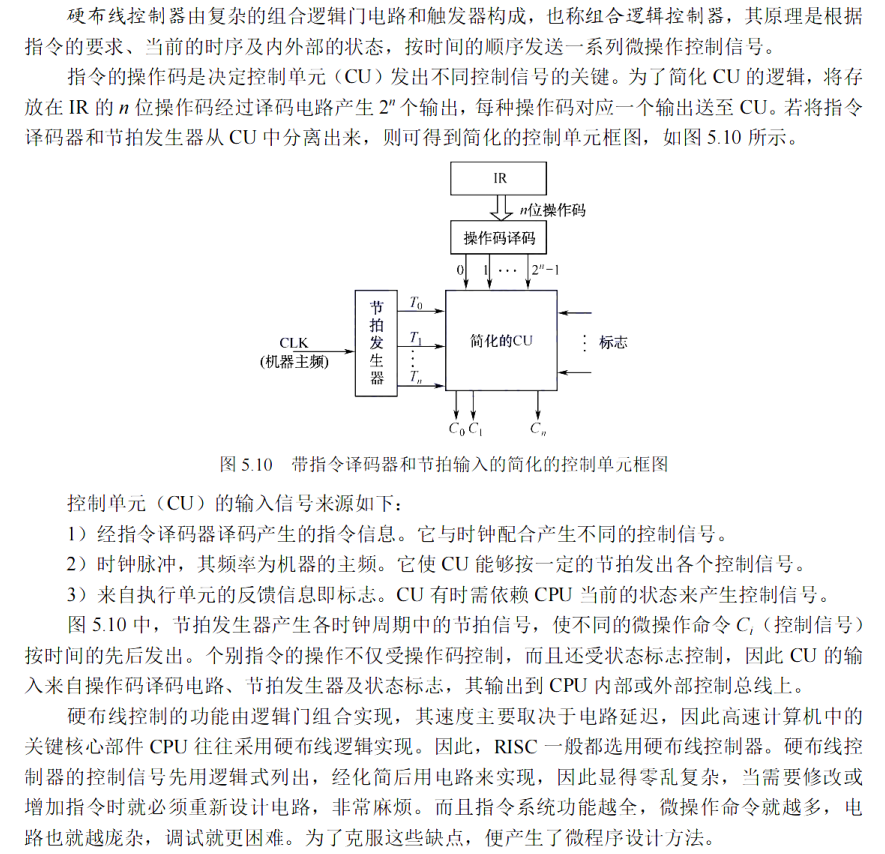 硬布线控制器由复杂的组合逻辑门电路和触发器构成，也称组合逻辑控制器，其原理是根据
指令的要求、当前的时序及内外部的状态，按时间的顺序发送一系列微操作控制信号。
指令的操作码是决定控制单元（CU）发出不同控制信号的关键。为了简化 CU 的逻辑，将存
放在 IR 的 n 位操作码经过译码电路产生 2ⁿ 个输出，每种操作码对应一个输出送至 CU。若将指令
译码器和节拍发生器从 CU 中分离出来，则可得到简化的控制单元框图，如图 5.10 所示。
IR
n位操作码
操作码译码
0 1 ··· 2ⁿ−1
节拍发生器
T₀
T₁
⋮
Tₙ
CLK
(机器主频)
简化的CU
⋮ 标志
C₀ C₁ Cₙ
图 5.10 带指令译码器和节拍输入的简化的控制单元框图
控制单元（CU）的输入信号来源如下：
1）经指令译码器译码产生的指令信息。它与时钟配合产生不同的控制信号。
2）时钟脉冲，其频率为机器的主频。它使 CU 能够按一定的节拍发出各个控制信号。
3）来自执行单元的反馈信息即标志。CU 有时需依赖 CPU 当前的状态来产生控制信号。
图 5.10 中，节拍发生器产生各时钟周期中的节拍信号，使不同的微操作命令 Cᵢ（控制信号）
按时间的先后发出。个别指令的操作不仅受操作码控制，而且还受状态标志控制，因此 CU 的输
入来自操作码译码电路、节拍发生器及状态标志，其输出到 CPU 内部或外部控制总线上。
硬布线控制的功能由逻辑门组合实现，其速度主要取决于电路延迟，因此高速计算机中的
关键核心部件 CPU 往往采用硬布线逻辑实现。因此，RISC 一般都选用硬布线控制器。硬布线控
制器的控制信号先用逻辑式列出，经化简后用电路来实现，因此显得零乱复杂，当需要修改或
增加指令时就必须重新设计电路，非常麻烦。而且指令系统功能越全，微操作命令就越多，电
路也就越庞杂，调试就更困难。为了克服这些缺点，便产生了微程序设计方法。